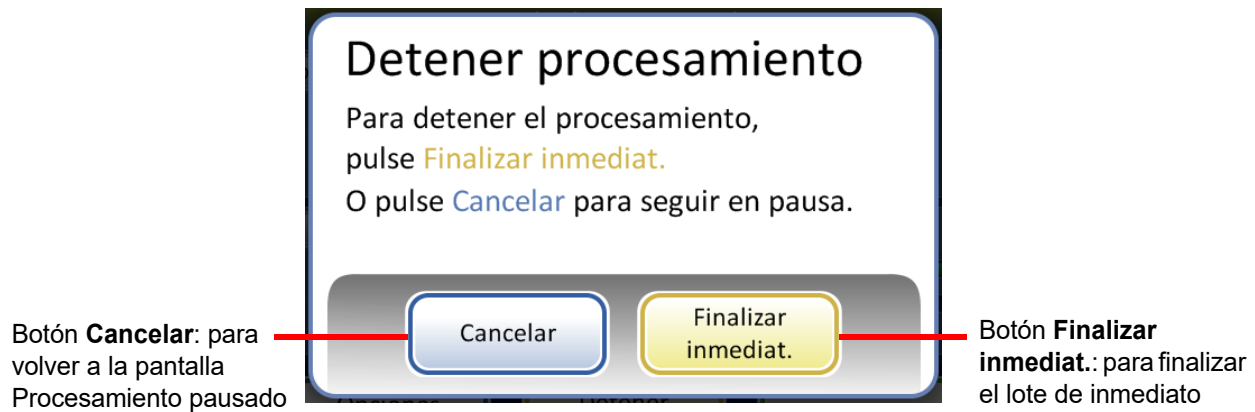 Detener procesamiento
Para detener el procesamiento,
pulse Finalizar inmediat.
O pulse Cancelar para seguir en pausa.
Cancelar
Finalizar
inmediat.
Botón Cancelar: para
volver a la pantalla
Procesamiento pausado
Botón Finalizar
inmediat.: para finalizar
el lote de inmediato